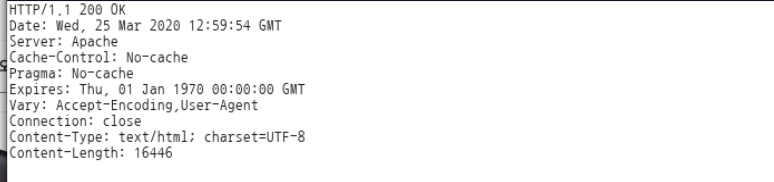 HTTP/1.1 200 OK
Date: Wed, 25 Mar 2020 12:59:54 GMT
Server: Apache
Cache-Control: No-cache
Pragma: No-cache
Expires: Thu, 01 Jan 1970 00:00:00 GMT
Vary: Accept-Encoding,User-Agent
Connection: close
Content-Type: text/html; charset=UTF-8
Content-Length: 16446